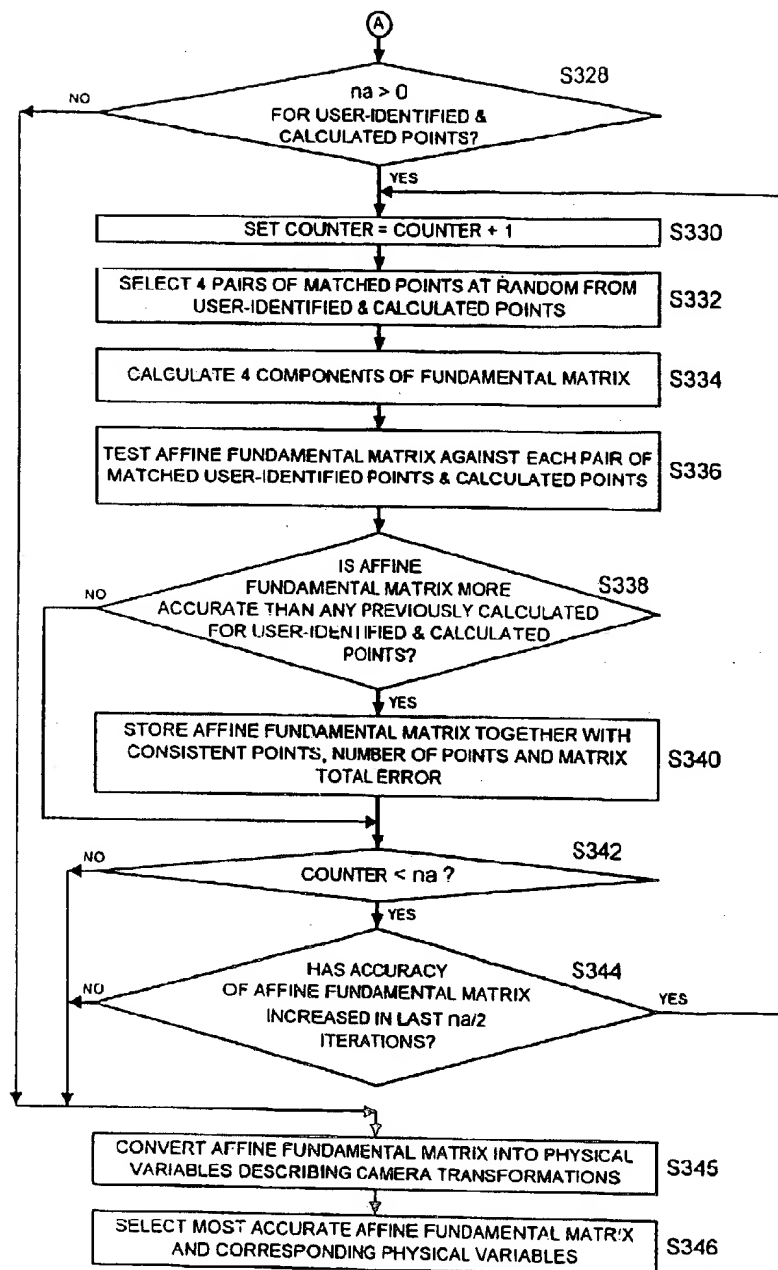 A
S328
na > 0
NO
FOR USER-IDENTIFIED &
CALCULATED POINTS?
YES
SET COUNTER = COUNTER + 1
S330
SELECT 4 PAIRS OF MATCHED POINTS AT RANDOM FROM
USER-IDENTIFIED & CALCULATED POINTS
S332
CALCULATE 4 COMPONENTS OF FUNDAMENTAL MATRIX
S334
TEST AFFINE FUNDAMENTAL MATRIX AGAINST EACH PAIR OF
MATCHED USER-IDENTIFIED POINTS & CALCULATED POINTS
S336
IS AFFINE
FUNDAMENTAL MATRIX MORE
S338
NO
ACCURATE THAN ANY PREVIOUSLY CALCULATED
FOR USER-IDENTIFIED & CALCULATED
POINTS?
YES
STORE AFFINE FUNDAMENTAL MATRIX TOGETHER WITH
CONSISTENT POINTS, NUMBER OF POINTS AND MATRIX
TOTAL ERROR
S340
S342
NO
COUNTER < na ?
YES
HAS ACCURACY
S344
OF AFFINE FUNDAMENTAL MATRIX
NO
YES
INCREASED IN LAST na/2
ITERATIONS?
CONVERT AFFINE FUNDAMENTAL MATRIX INTO PHYSICAL
VARIABLES DESCRIBING CAMERA TRANSFORMATIONS
S345
SELECT MOST ACCURATE AFFINE FUNDAMENTAL MATRIX
AND CORRESPONDING PHYSICAL VARIABLES
S346